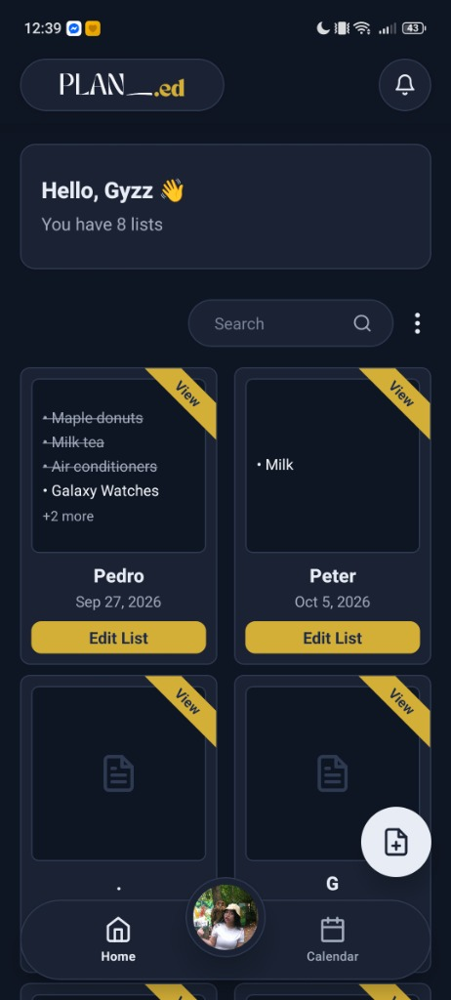 12:39
43
PLAN__.ed
Hello, Gyzz 👋
You have 8 lists
Search
View
• Maple donuts
• Milk tea
• Air conditioners
• Galaxy Watches
+2 more
Pedro
Sep 27, 2026
Edit List
View
• Milk
Peter
Oct 5, 2026
Edit List
View
.
View
G
Home
Calendar